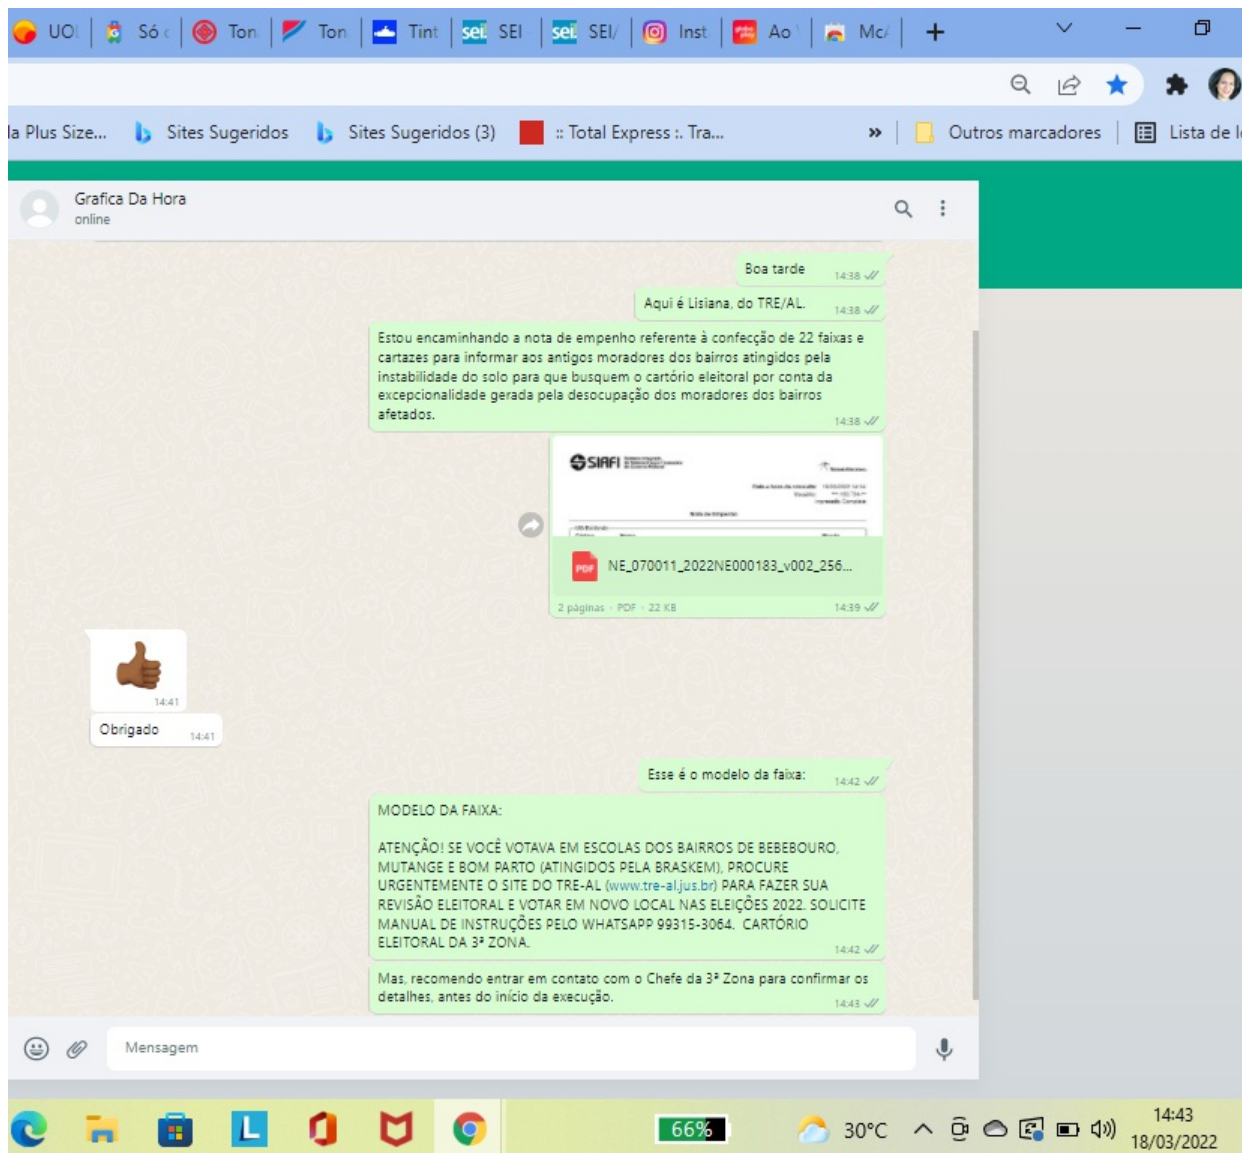 UOL
Só c
Ton
Ton
Tint
sei! SEI
sei! SEI/
Inst
Ao V
McA
la Plus Size...
Sites Sugeridos
Sites Sugeridos (3)
:: Total Express :. Tra...
»
Outros marcadores
Lista de l
Grafica Da Hora
online
Boa tarde 14:38
Aqui é Lisiana, do TRE/AL. 14:38
Estou encaminhando a nota de empenho referente à confecção de 22 faixas e
cartazes para informar aos antigos moradores dos bairros atingidos pela
instabilidade do solo para que busquem o cartório eleitoral por conta da
excepcionalidade gerada pela desocupação dos moradores dos bairros
afetados. 14:38
SIAFI
Nota de Empenho
PDF NE_070011_2022NE000183_v002_256...
2 páginas · PDF · 22 KB 14:39
14:41
Obrigado 14:41
Esse é o modelo da faixa: 14:42
MODELO DA FAIXA:
ATENÇÃO! SE VOCÊ VOTAVA EM ESCOLAS DOS BAIRROS DE BEBEBOURO,
MUTANGE E BOM PARTO (ATINGIDOS PELA BRASKEM), PROCURE
URGENTEMENTE O SITE DO TRE-AL (www.tre-al.jus.br) PARA FAZER SUA
REVISÃO ELEITORAL E VOTAR EM NOVO LOCAL NAS ELEIÇÕES 2022. SOLICITE
MANUAL DE INSTRUÇÕES PELO WHATSAPP 99315-3064. CARTÓRIO
ELEITORAL DA 3ª ZONA. 14:42
Mas, recomendo entrar em contato com o Chefe da 3ª Zona para confirmar os
detalhes, antes do início da execução. 14:43
Mensagem
L
66%
30°C
14:43
18/03/2022